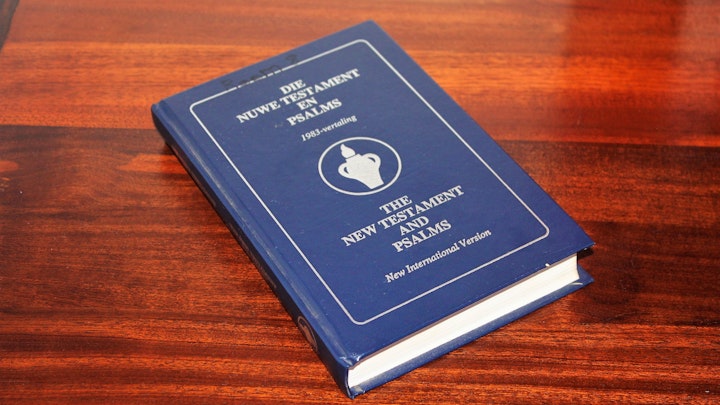 DIE
NUWE TESTAMENT
EN
PSALMS
1983-vertaling
THE
NEW TESTAMENT
AND
PSALMS
New International Version